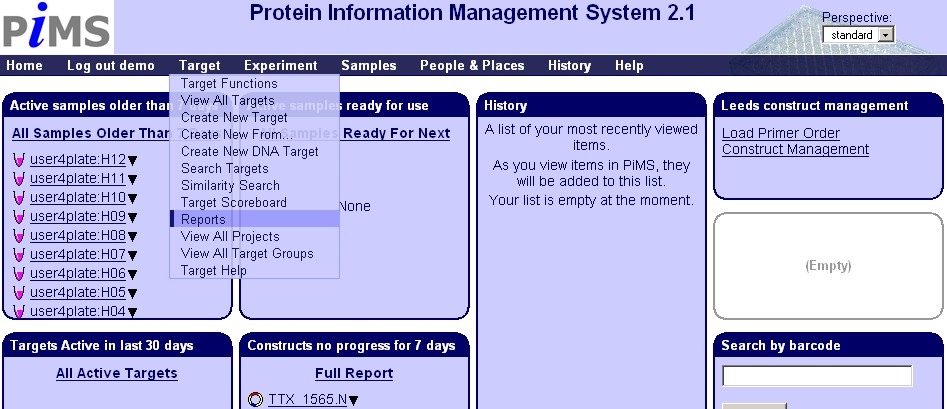 PiMS
Protein Information Management System 2.1
Perspective:
standard
Home Log out demo Target Experiment Samples People & Places History Help
Target Functions
View All Targets
Create New Target
Create New From...
Create New DNA Target
Search Targets
Similarity Search
Target Scoreboard
Reports
View All Projects
View All Target Groups
Target Help
Active samples older than 7 days
All Samples Older Than 7
user4plate:H12
user4plate:H11
user4plate:H10
user4plate:H09
user4plate:H08
user4plate:H07
user4plate:H06
user4plate:H05
user4plate:H04
Active samples ready for use
Samples Ready For Next
None
History
A list of your most recently viewed
items.
As you view items in PiMS, they
will be added to this list.
Your list is empty at the moment.
Leeds construct management
Load Primer Order
Construct Management
(Empty)
Targets Active in last 30 days
All Active Targets
Constructs no progress for 7 days
Full Report
TTX_1565.N
Search by barcode